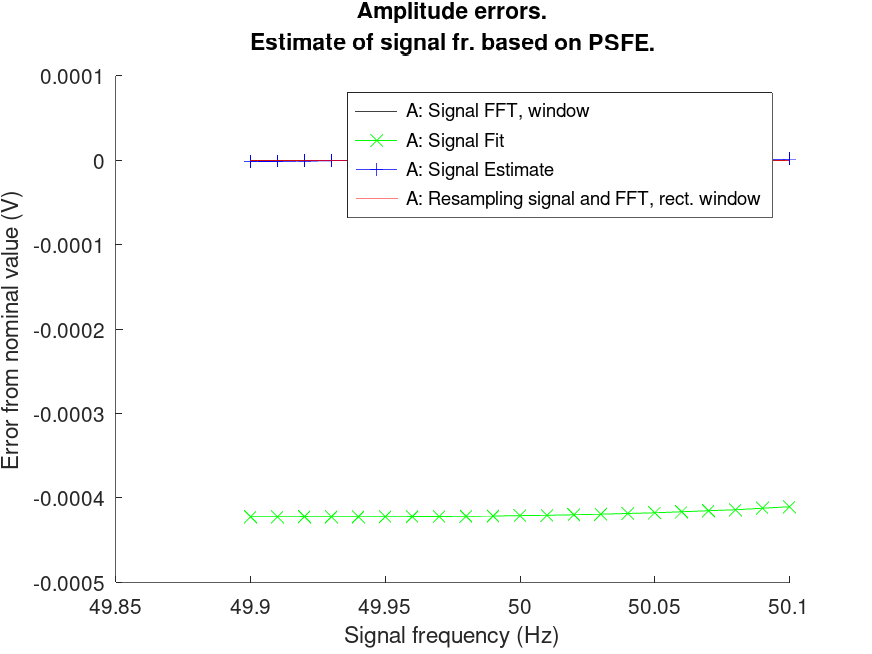 Amplitude errors.
Estimate of signal fr. based on PSFE.
0.0001
0
-0.0001
-0.0002
-0.0003
-0.0004
-0.0005
Error from nominal value (V)
A: Signal FFT, window
A: Signal Fit
A: Signal Estimate
A: Resampling signal and FFT, rect. window
49.85
49.9
49.95
50
50.05
50.1
Signal frequency (Hz)